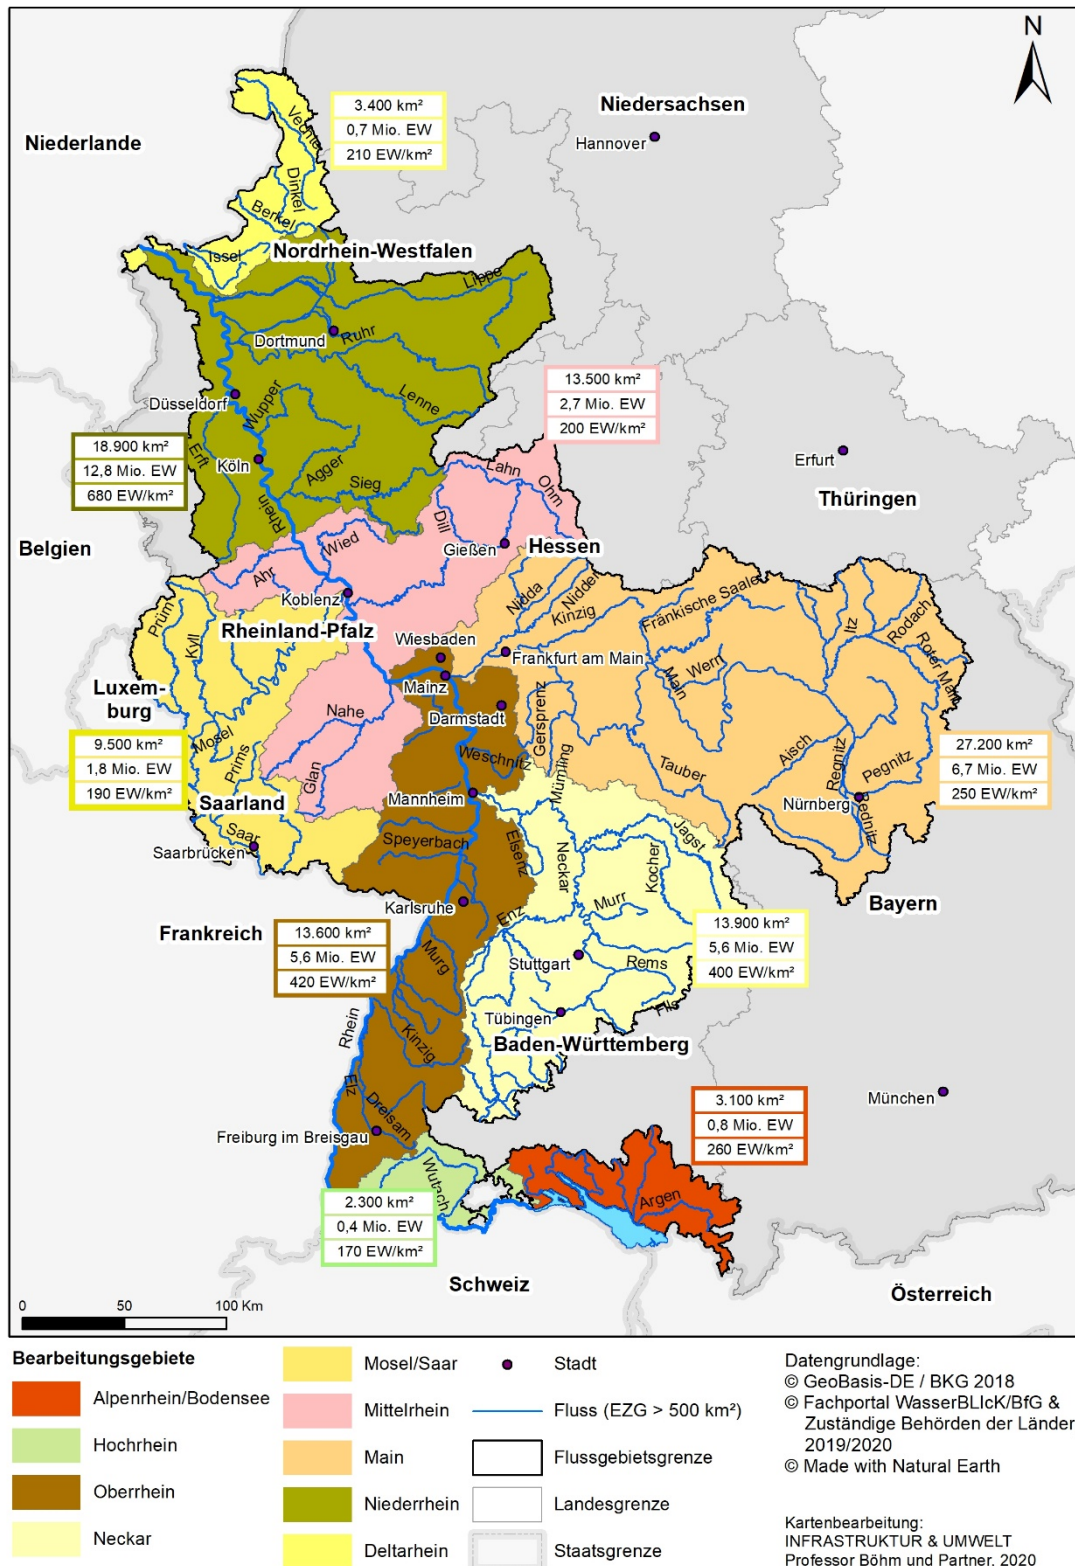 N
Niederlande
Niedersachsen
Hannover
3.400 km²
0,7 Mio. EW
210 EW/km²
Vechte
Dinkel
Berkel
Issel
Nordrhein-Westfalen
Lippe
Dortmund
Ruhr
Lenne
Düsseldorf
Wupper
13.500 km²
2,7 Mio. EW
200 EW/km²
18.900 km²
12,8 Mio. EW
680 EW/km²
Erft
Köln
Agger
Sieg
Rhein
Erfurt
Thüringen
Lahn
Ohm
Dill
Belgien
Wied
Gießen
Hessen
Ahr
Koblenz
Nidda
Nidder
Kinzig
Fränkische Saale
Itz
Rodach
Roter Main
Prüm
Kyll
Rheinland-Pfalz
Wiesbaden
Frankfurt am Main
Main
Wern
Mainz
Luxem-
burg
Darmstadt
Gersprenz
Nahe
9.500 km²
1,8 Mio. EW
190 EW/km²
Mosel
Prims
Glan
Weschnitz
Mümling
Tauber
Aisch
Regnitz
Pegnitz
27.200 km²
6,7 Mio. EW
250 EW/km²
Saarland
Mannheim
Nürnberg
Rednitz
Saar
Saarbrücken
Speyerbach
Elsenz
Neckar
Kocher
Jagst
Karlsruhe
Bayern
Frankreich
13.600 km²
5,6 Mio. EW
420 EW/km²
Enz
Murr
13.900 km²
5,6 Mio. EW
400 EW/km²
Murg
Stuttgart
Rems
Fils
Tübingen
Rhein
Kinzig
Baden-Württemberg
Elz
Dreisam
3.100 km²
0,8 Mio. EW
260 EW/km²
München
Freiburg im Breisgau
Wutach
Argen
2.300 km²
0,4 Mio. EW
170 EW/km²
Schweiz
Österreich
0 50 100 Km
Bearbeitungsgebiete
Alpenrhein/Bodensee
Hochrhein
Oberrhein
Neckar
Mosel/Saar
Mittelrhein
Main
Niederrhein
Deltarhein
Stadt
Fluss (EZG > 500 km²)
Flussgebietsgrenze
Landesgrenze
Staatsgrenze
Datengrundlage:
© GeoBasis-DE / BKG 2018
© Fachportal WasserBLIcK/BfG &
Zuständige Behörden der Länder
2019/2020
© Made with Natural Earth
Kartenbearbeitung:
INFRASTRUKTUR & UMWELT
Professor Böhm und Partner, 2020